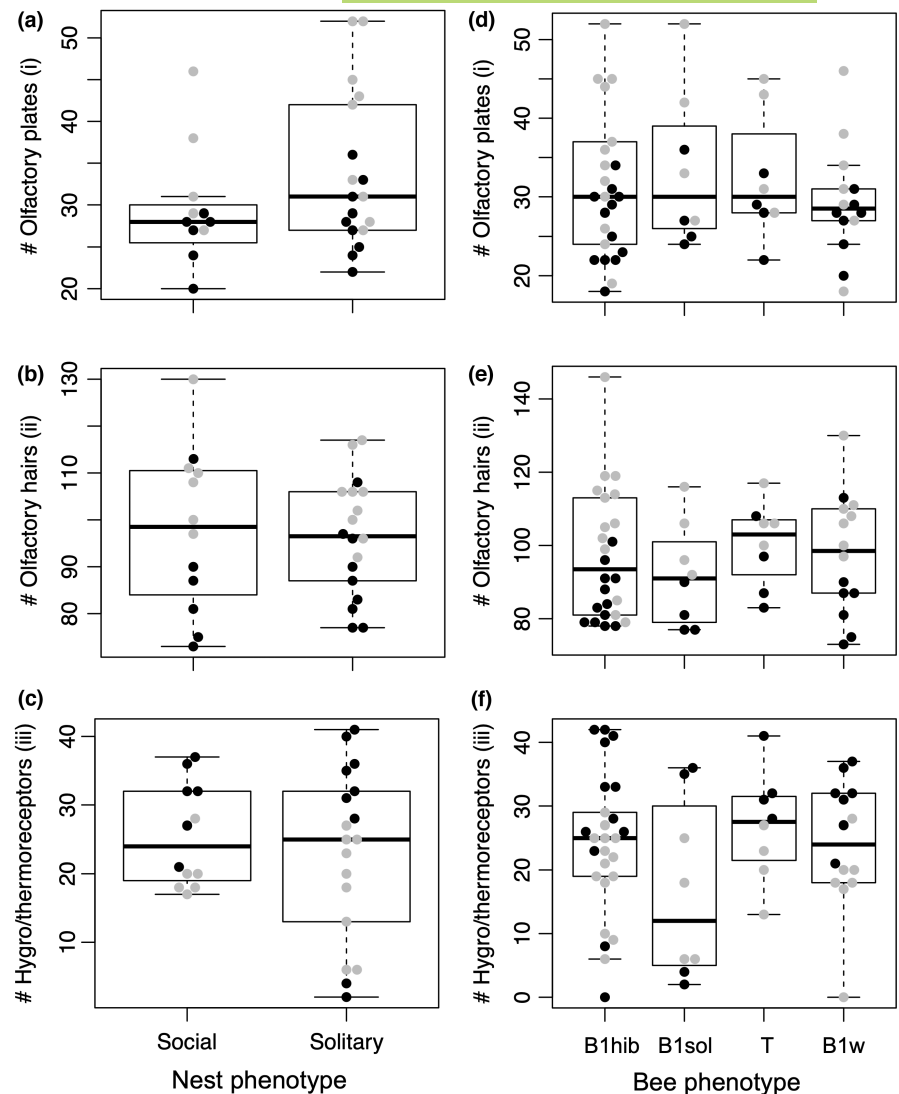 (a)
# Olfactory plates (i)
20
30
40
50
(b)
# Olfactory hairs (ii)
80
90
110
130
(c)
# Hygro/thermoreceptors (iii)
10
20
30
40
Social
Solitary
Nest phenotype
(d)
# Olfactory plates (i)
20
30
40
50
(e)
# Olfactory hairs (ii)
80
100
120
140
(f)
# Hygro/thermoreceptors (iii)
0
10
20
30
40
B1hib
B1sol
T
B1w
Bee phenotype